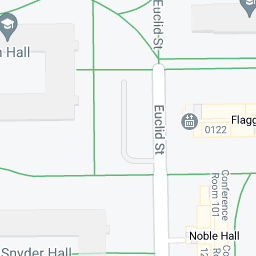 Euclid St
n Hall
Euclid St
Flagg
0122
Conference
Room 101
Noble Hall
Snyder Hall